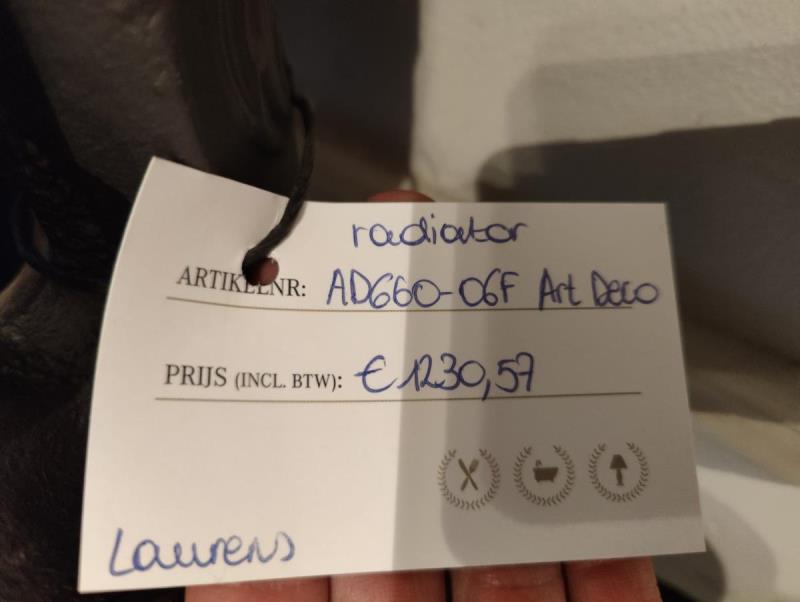 radiator
ARTIKELNR: AD660-06F Art Deco
PRIJS (INCL. BTW): € 1230,57
Laurens